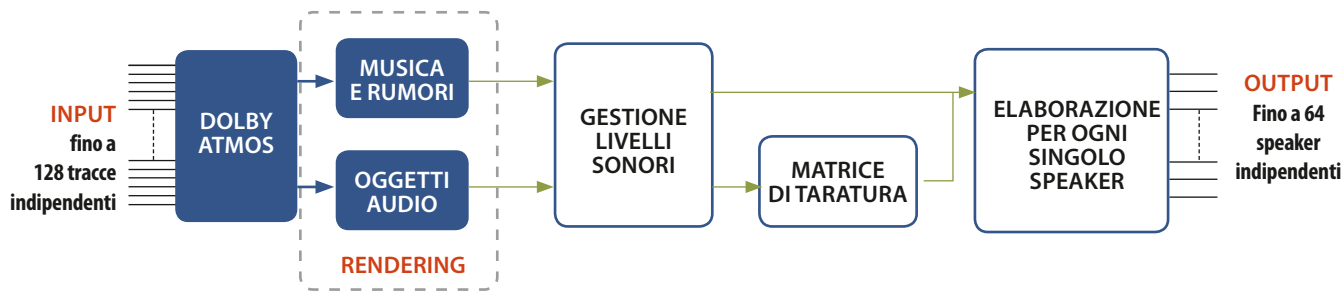 INPUT
fino a
128 tracce
indipendenti
DOLBY
ATMOS
MUSICA
E RUMORI
OGGETTI
AUDIO
RENDERING
GESTIONE
LIVELLI
SONORI
MATRICE
DI TARATURA
ELABORAZIONE
PER OGNI
SINGOLO
SPEAKER
OUTPUT
Fino a 64
speaker
indipendenti